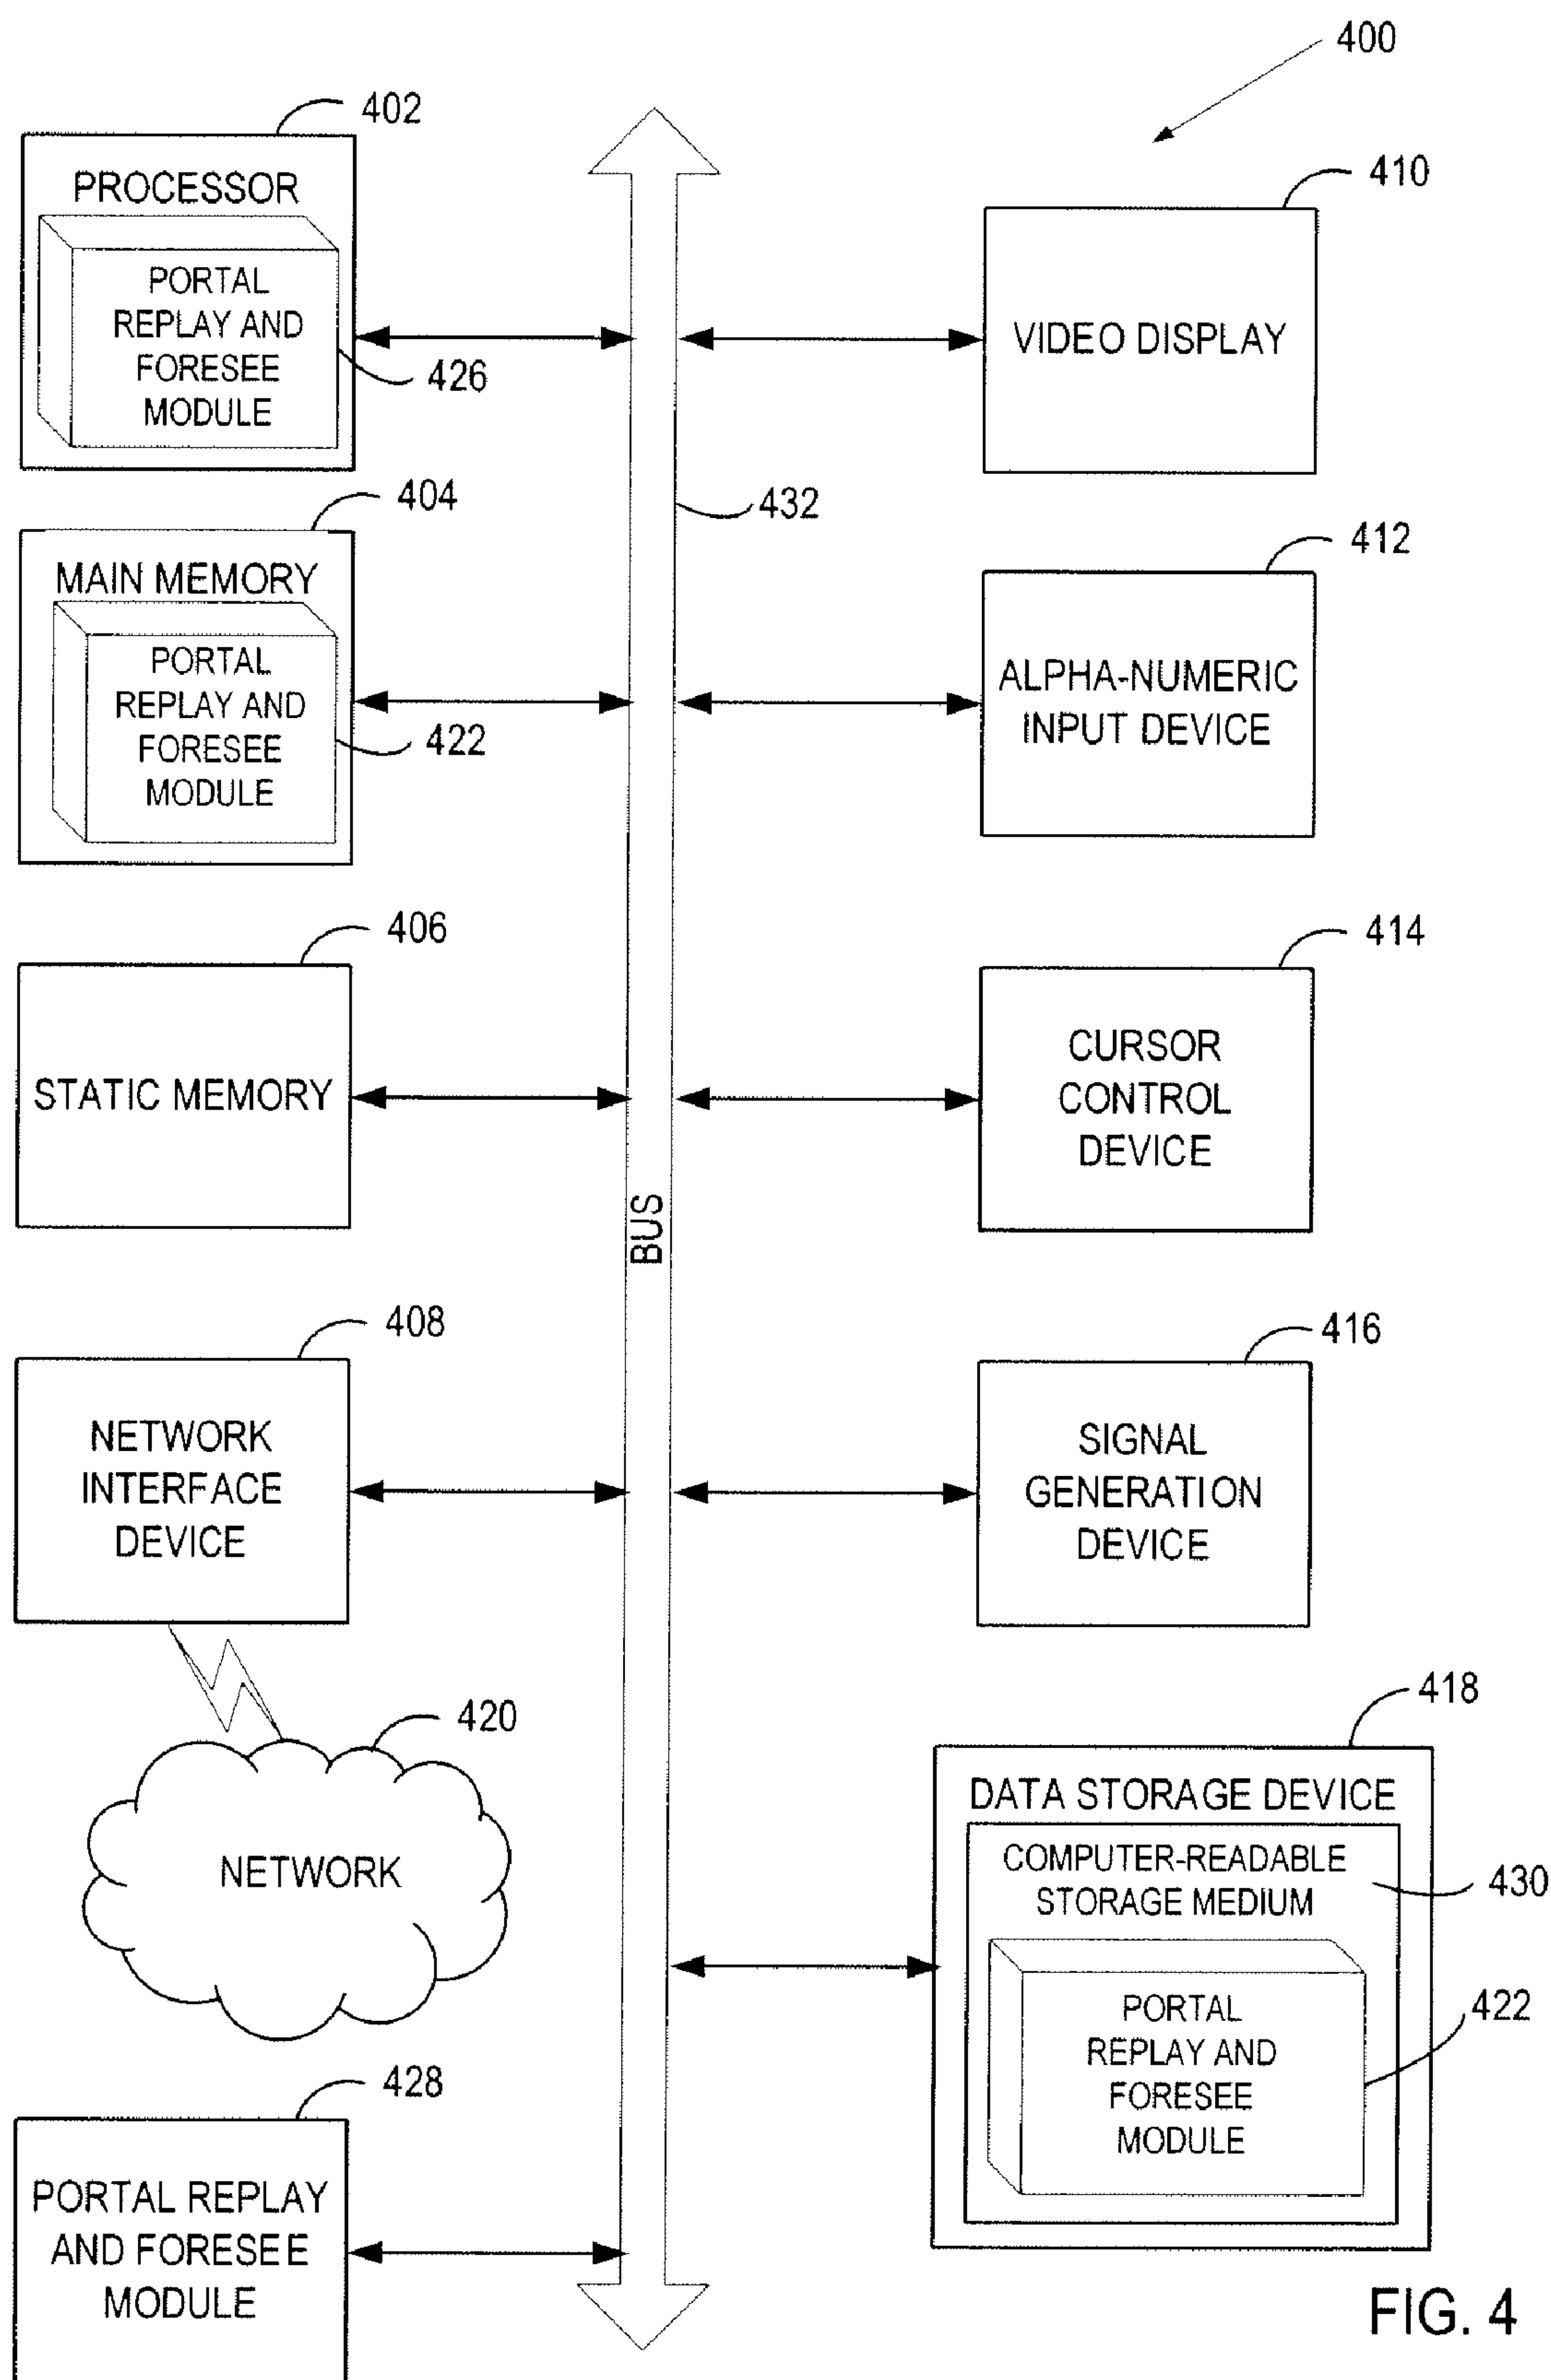 400
402
PROCESSOR
PORTAL
REPLAY AND
FORESEE
MODULE
426
410
VIDEO DISPLAY
432
404
MAIN MEMORY
PORTAL
REPLAY AND
FORESEE
MODULE
422
412
ALPHA-NUMERIC
INPUT DEVICE
406
STATIC MEMORY
414
CURSOR
CONTROL
DEVICE
BUS
408
NETWORK
INTERFACE
DEVICE
416
SIGNAL
GENERATION
DEVICE
420
NETWORK
418
DATA STORAGE DEVICE
COMPUTER-READABLE
STORAGE MEDIUM
430
PORTAL
REPLAY AND
FORESEE
MODULE
422
428
PORTAL REPLAY
AND FORESEE
MODULE
FIG. 4